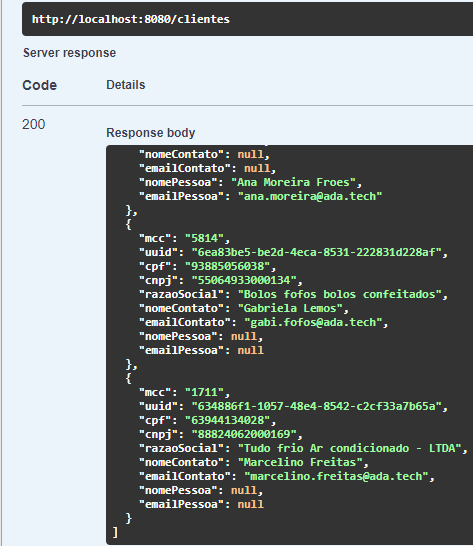 http://localhost:8080/clientes
Server response
Code Details
200
Response body
"nomeContato": null,
"emailContato": null,
"nomePessoa": "Ana Moreira Froes",
"emailPessoa": "ana.moreira@ada.tech"
},
{
"mcc": "5814",
"uuid": "6ea83be5-be2d-4eca-8531-222831d228af",
"cpf": "93885056038",
"cnpj": "55064933000134",
"razaoSocial": "Bolos fofos bolos confeitados",
"nomeContato": "Gabriela Lemos",
"emailContato": "gabi.fofos@ada.tech",
"nomePessoa": null,
"emailPessoa": null
},
{
"mcc": "1711",
"uuid": "634886f1-1057-48e4-8542-c2cf33a7b65a",
"cpf": "63944134028",
"cnpj": "88824062000169",
"razaoSocial": "Tudo frio Ar condicionado - LTDA",
"nomeContato": "Marcelino Freitas",
"emailContato": "marcelino.freitas@ada.tech",
"nomePessoa": null,
"emailPessoa": null
}
]